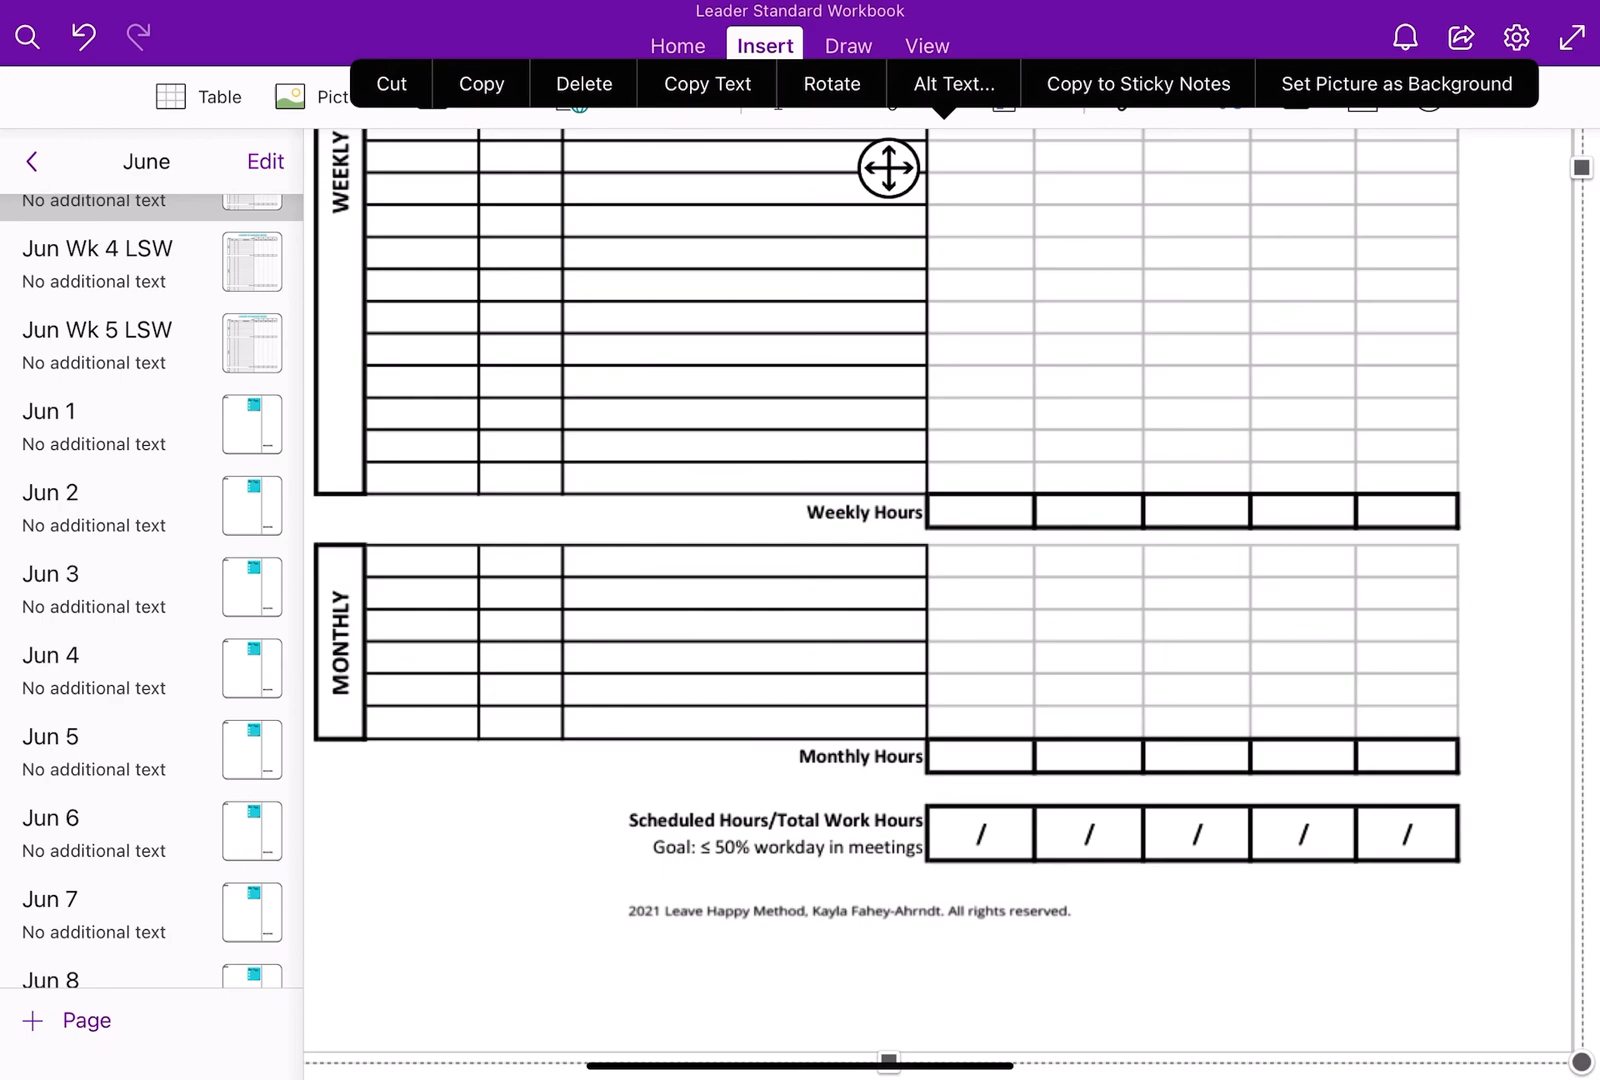 Leader Standard Workbook
Home Insert Draw View
Table Pict
Cut Copy Delete Copy Text Rotate Alt Text... Copy to Sticky Notes Set Picture as Background
June Edit
No additional text
Jun Wk 4 LSW
No additional text
Jun Wk 5 LSW
No additional text
Jun 1
No additional text
Jun 2
No additional text
Jun 3
No additional text
Jun 4
No additional text
Jun 5
No additional text
Jun 6
No additional text
Jun 7
No additional text
Jun 8
+ Page
WEEKLY
Weekly Hours
MONTHLY
Monthly Hours
Scheduled Hours/Total Work Hours / / / / /
Goal: ≤ 50% workday in meetings
2021 Leave Happy Method, Kayla Fahey-Ahrndt. All rights reserved.